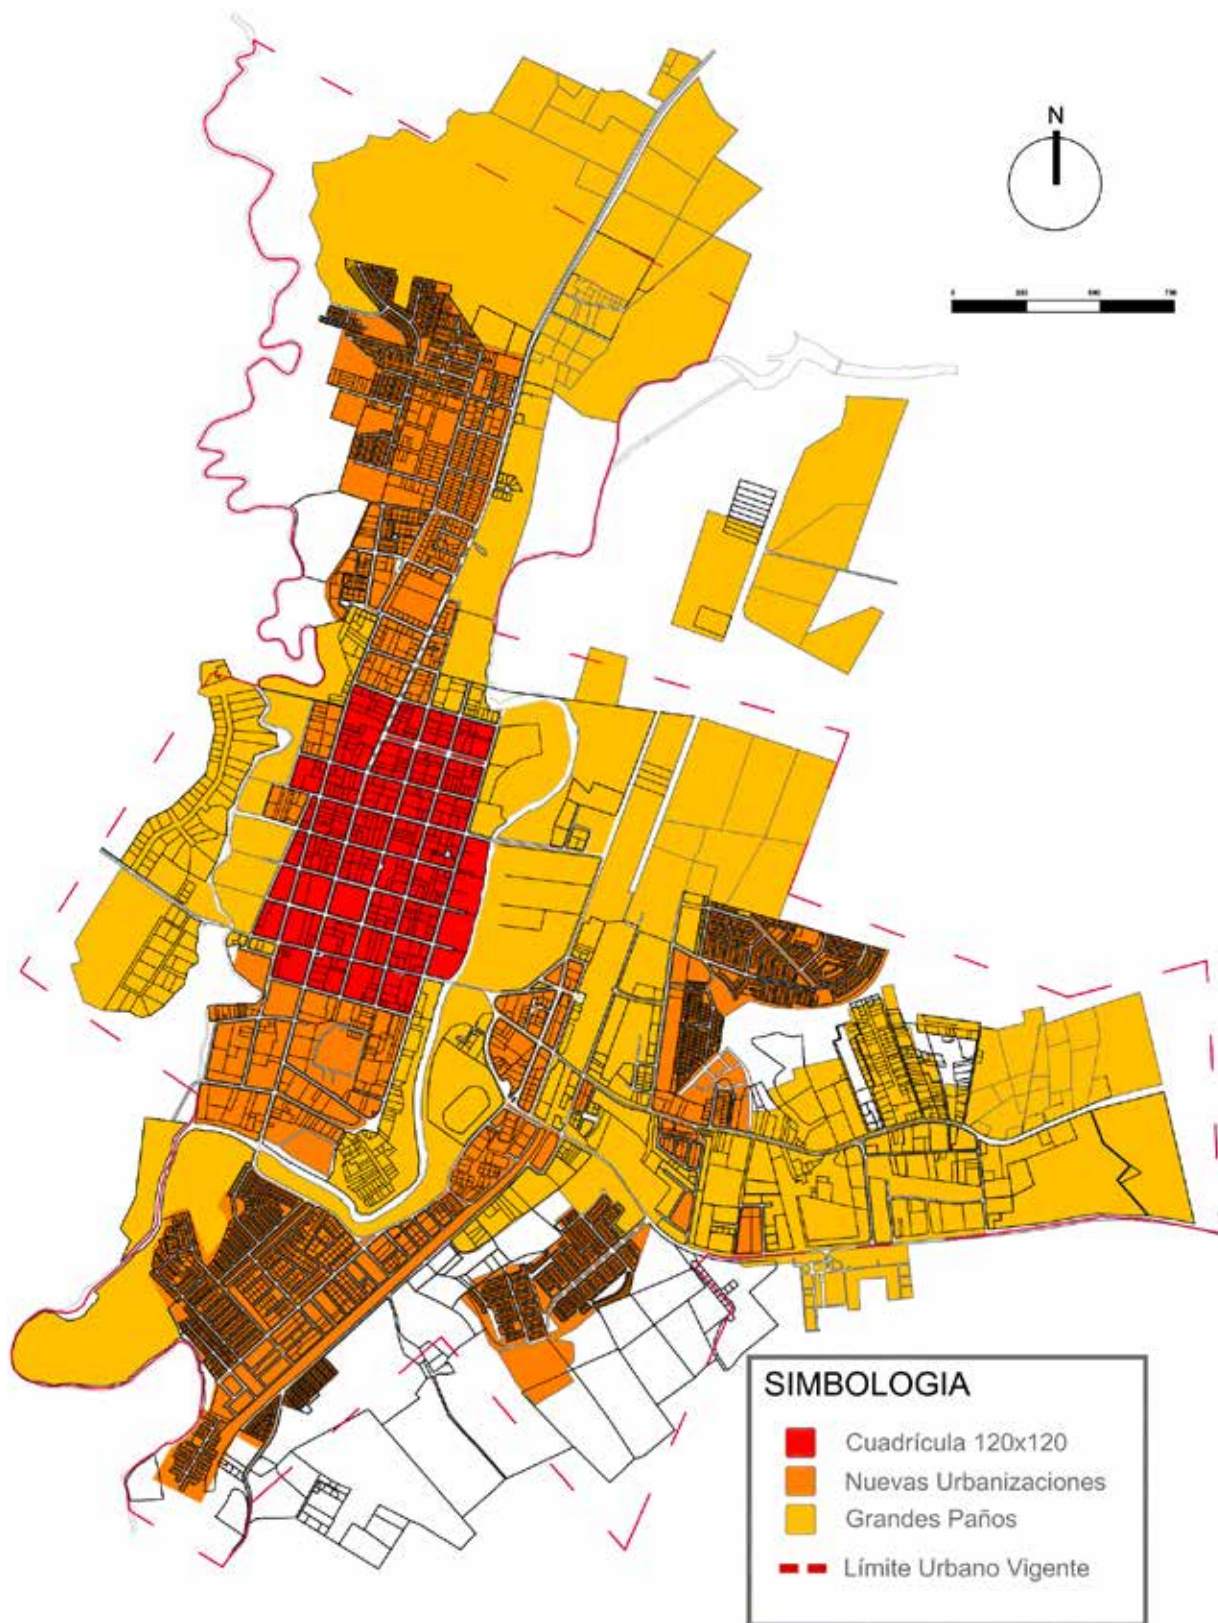 N
SIMBOLOGIA
Cuadrícula 120x120
Nuevas Urbanizaciones
Grandes Paños
Límite Urbano Vigente